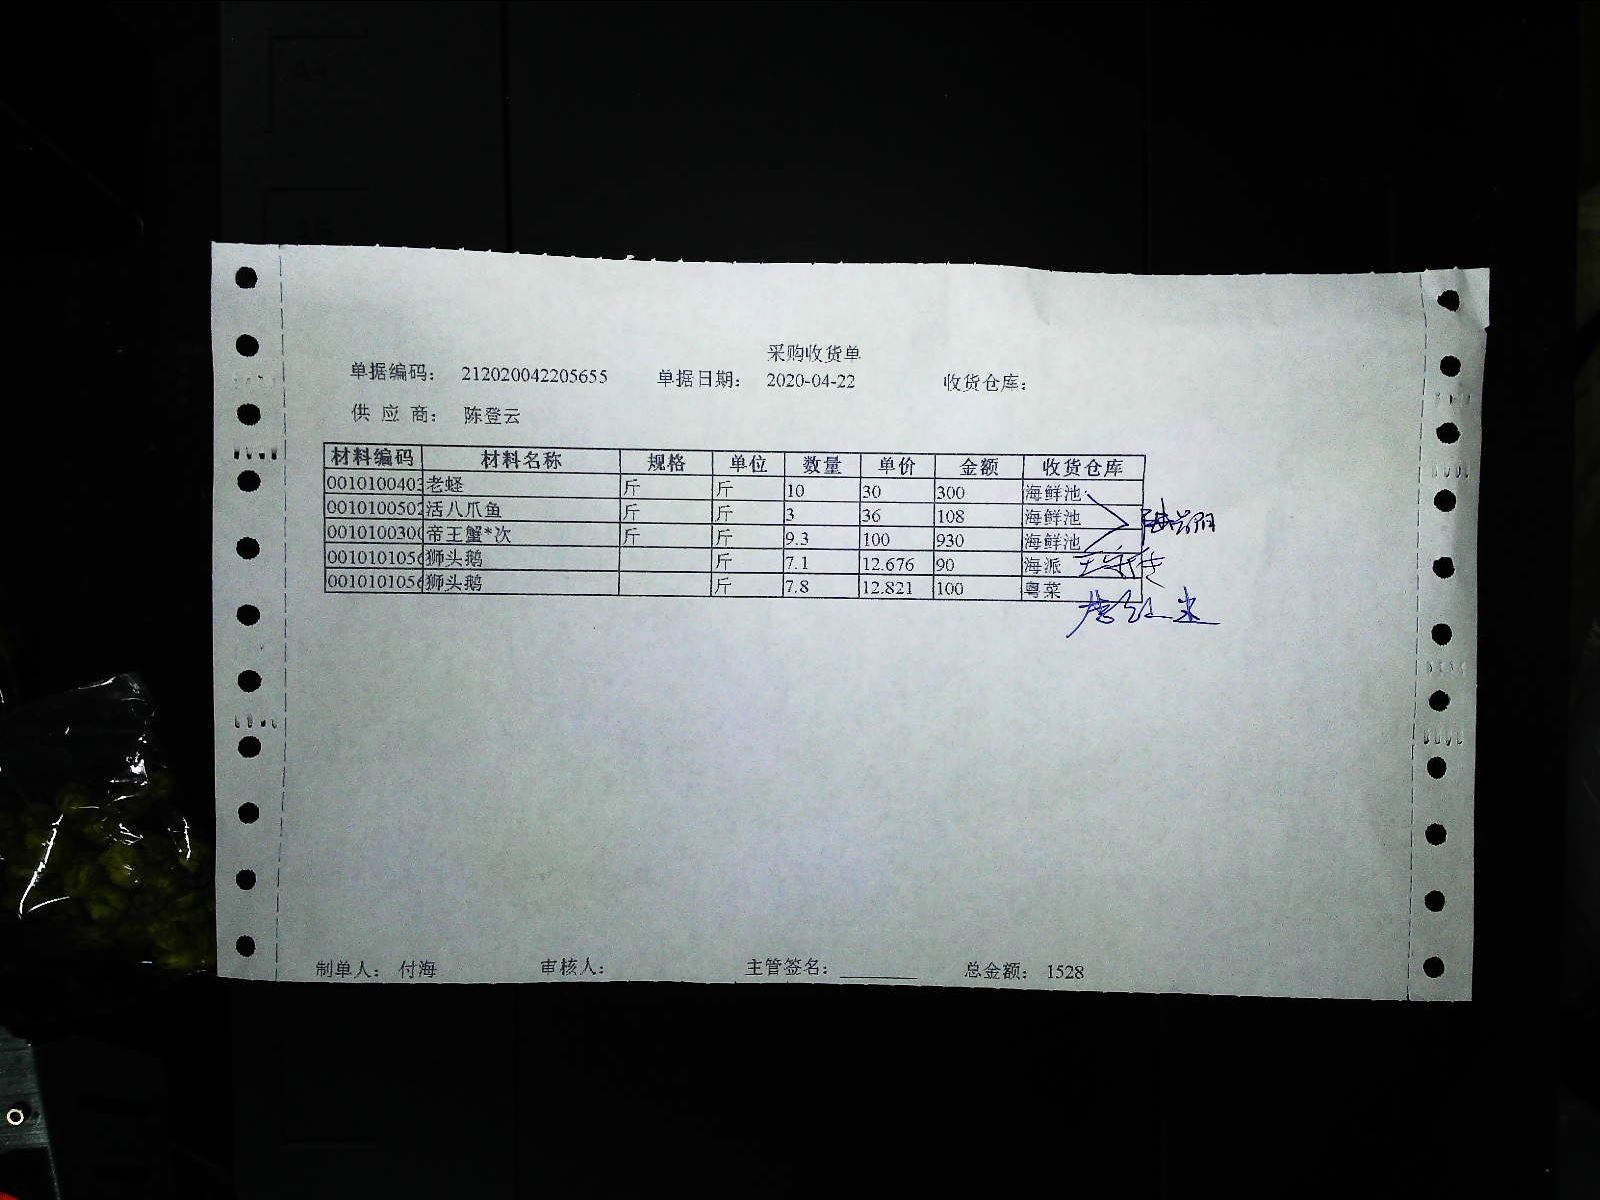 采购收货单
单据编码： 212020042205655 单据日期： 2020-04-22 收货仓库：
供 应 商： 陈登云
材料编码 材料名称 规格 单位 数量 单价 金额 收货仓库
0010100403 老蛏 斤 斤 10 30 300 海鲜池
0010100502 活八爪鱼 斤 斤 3 36 108 海鲜池
001010030 帝王蟹*次 斤 斤 9.3 100 930 海鲜池
001010105 狮头鹅 斤 7.1 12.676 90 海派
001010105 狮头鹅 斤 7.8 12.821 100 粤菜
制单人： 付海 审核人： 主管签名：________ 总金额： 1528